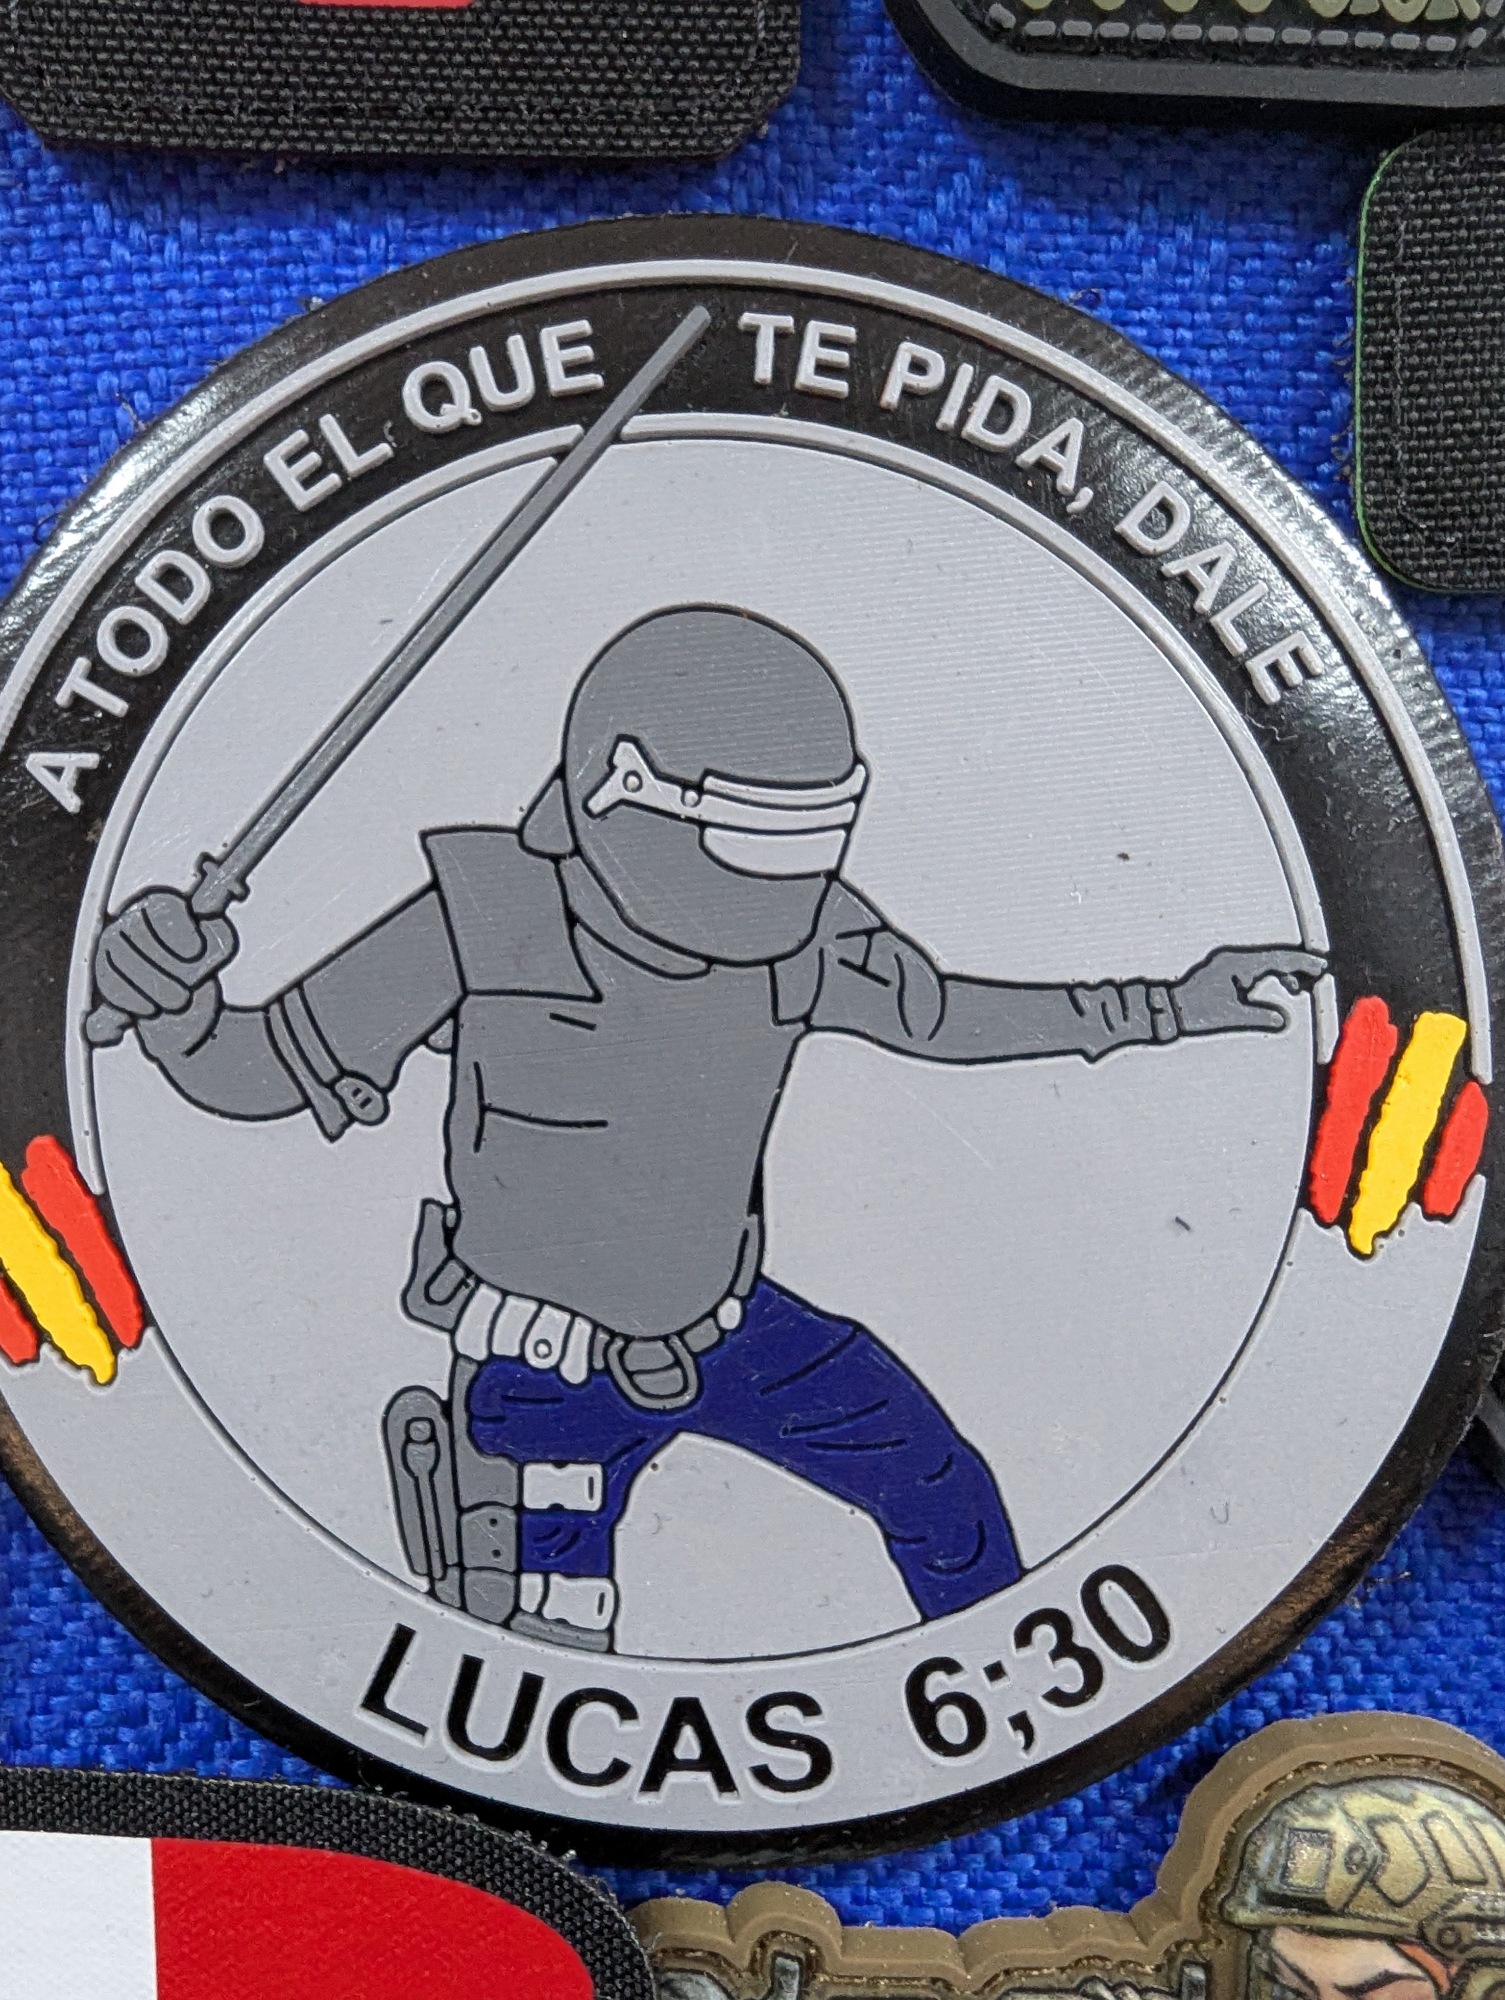 A TODO EL QUE TE PIDA, DALE
LUCAS 6;30